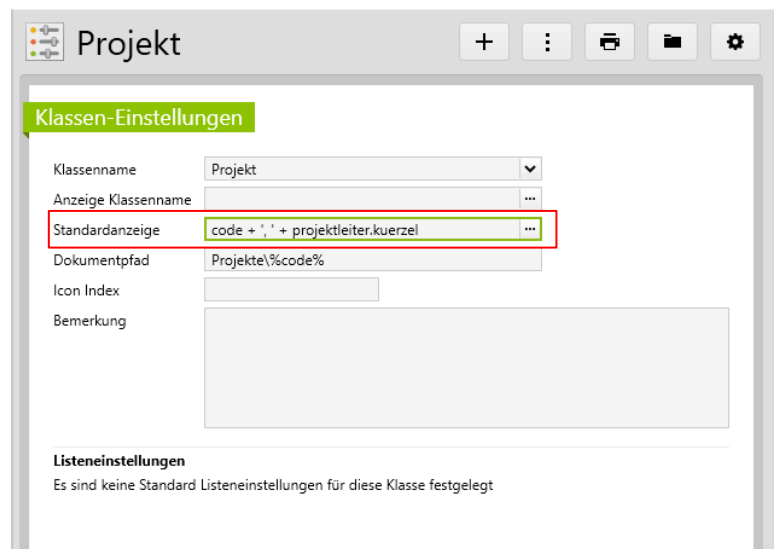 Projekt
Klassen-Einstellungen
Klassenname Projekt
Anzeige Klassenname
Standardanzeige code + ', ' + projektleiter.kuerzel
Dokumentpfad Projekte\%code%
Icon Index
Bemerkung
Listeneinstellungen
Es sind keine Standard Listeneinstellungen für diese Klasse festgelegt